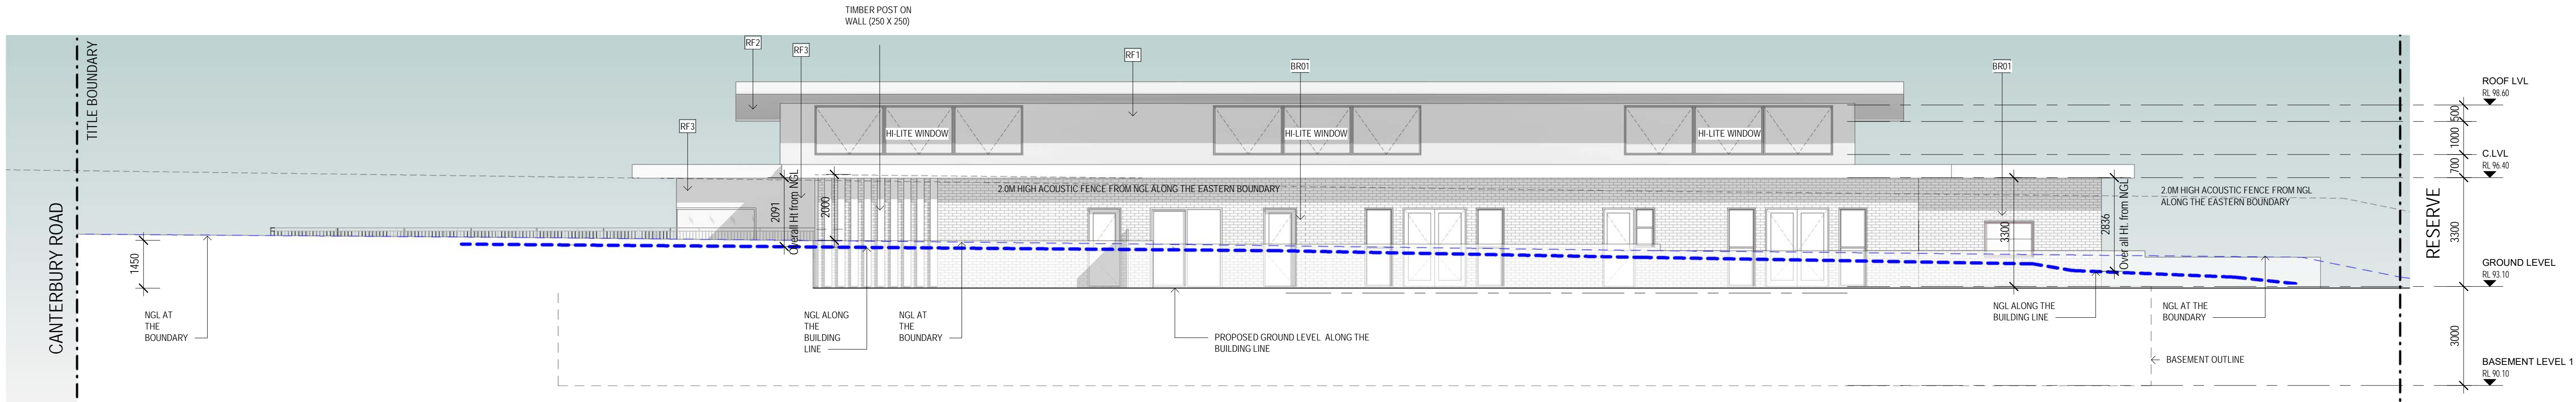 TIMBER POST ON
WALL (250 X 250)
TITLE BOUNDARY
CANTERBURY ROAD
RF2
RF3
RF1
BR01
BR01
RF3
HI-LITE WINDOW
HI-LITE WINDOW
HI-LITE WINDOW
2091
Overall Ht from NGL
2000
2.0M HIGH ACOUSTIC FENCE FROM NGL ALONG THE EASTERN BOUNDARY
1450
3300
2836
Over all Ht. from NGL
2.0M HIGH ACOUSTIC FENCE FROM NGL
ALONG THE EASTERN BOUNDARY
RESERVE
NGL AT
THE
BOUNDARY
NGL ALONG
THE
BUILDING
LINE
NGL AT
THE
BOUNDARY
PROPOSED GROUND LEVEL ALONG THE
BUILDING LINE
NGL ALONG THE
BUILDING LINE
NGL AT THE
BOUNDARY
BASEMENT OUTLINE
500
1000
700
3300
3000
ROOF LVL
RL 98.60
C.LVL
RL 96.40
GROUND LEVEL
RL 93.10
BASEMENT LEVEL 1
RL 90.10